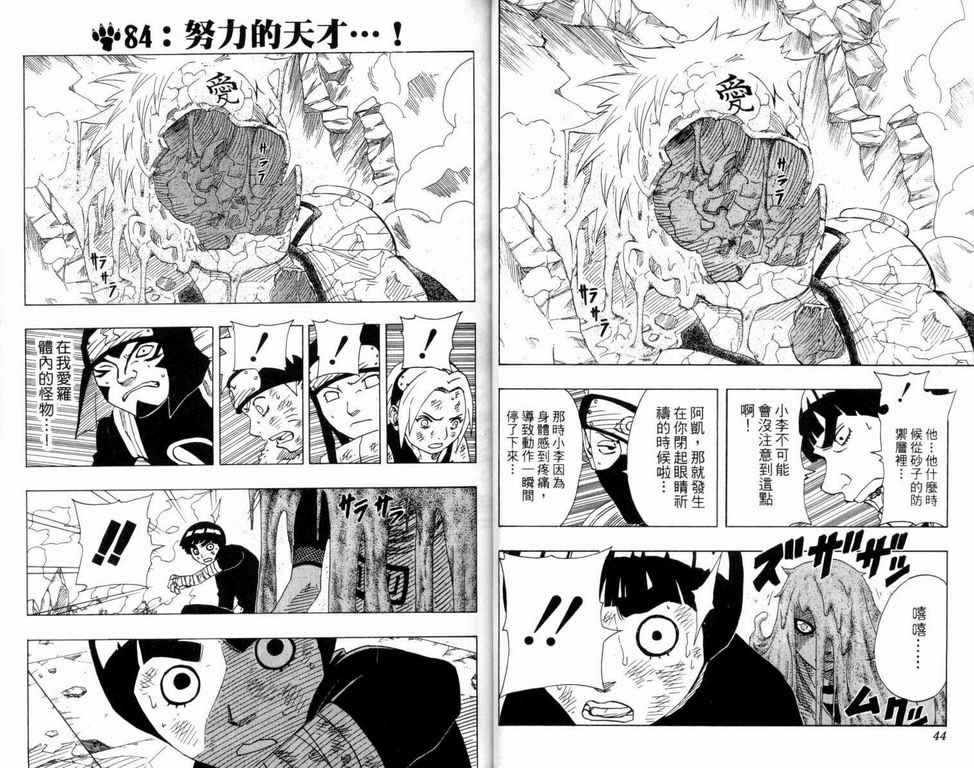 愛
サラ
サラ
他…他什麼時
候從砂子的防
禦層裡…
!
小李不可能
會沒注意到這點
啊！
阿凱，那就發生
在你閉起眼睛祈
禱的時候啦…
那時小李因為
身體感到疼痛，
導致動作一瞬間
停了下來…
嘻
嘻……
ズザザッ
ムクッ
!!
44
84：努力的天才…！
愛
サラ
サラ
!
!
!
!
在我愛羅
體內的怪物…！
サラサラ
!!